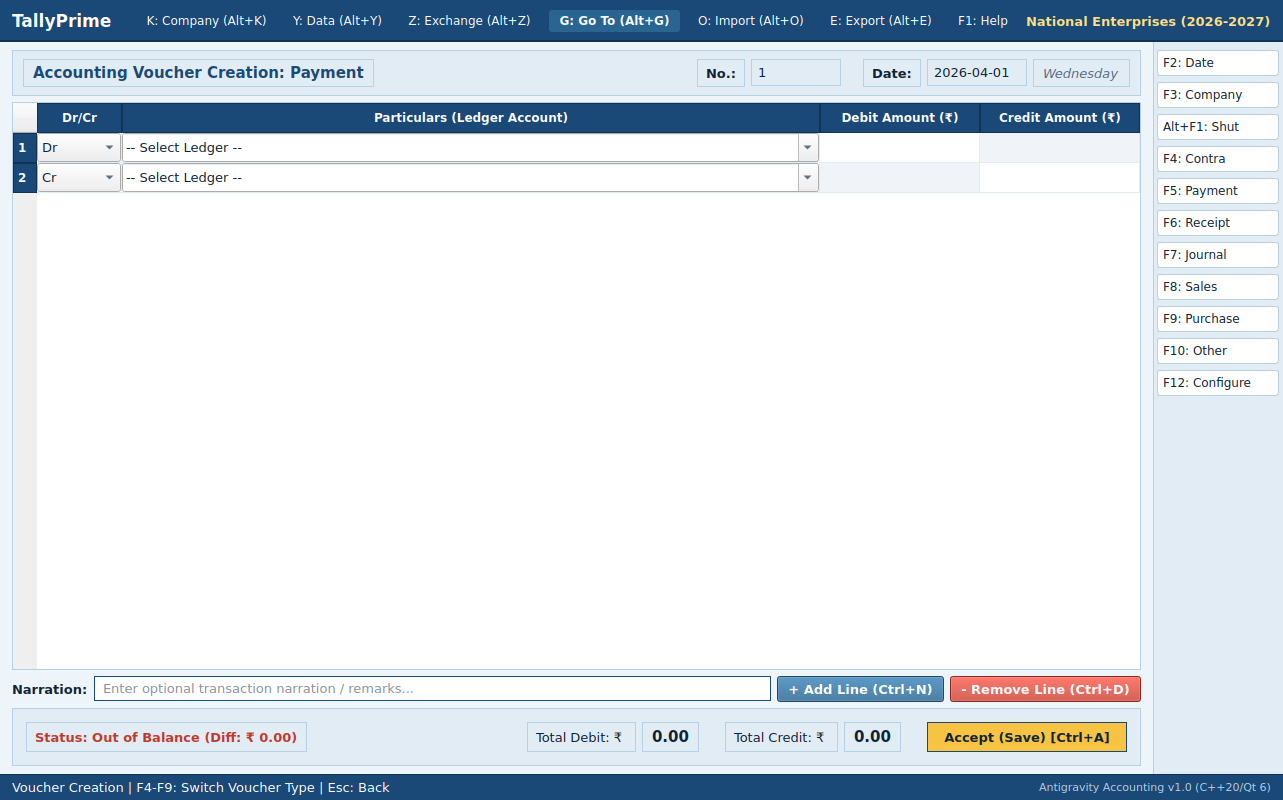 TallyPrime K: Company (Alt+K) Y: Data (Alt+Y) Z: Exchange (Alt+Z) G: Go To (Alt+G) O: Import (Alt+O) E: Export (Alt+E) F1: Help National Enterprises (2026-2027)
Accounting Voucher Creation: Payment No.: 1 Date: 2026-04-01 Wednesday
Dr/Cr Particulars (Ledger Account) Debit Amount (₹) Credit Amount (₹)
1 Dr -- Select Ledger --
2 Cr -- Select Ledger --
F2: Date
F3: Company
Alt+F1: Shut
F4: Contra
F5: Payment
F6: Receipt
F7: Journal
F8: Sales
F9: Purchase
F10: Other
F12: Configure
Narration: Enter optional transaction narration / remarks... + Add Line (Ctrl+N) - Remove Line (Ctrl+D)
Status: Out of Balance (Diff: ₹ 0.00) Total Debit: ₹ 0.00 Total Credit: ₹ 0.00 Accept (Save) [Ctrl+A]
Voucher Creation | F4-F9: Switch Voucher Type | Esc: Back Antigravity Accounting v1.0 (C++20/Qt 6)